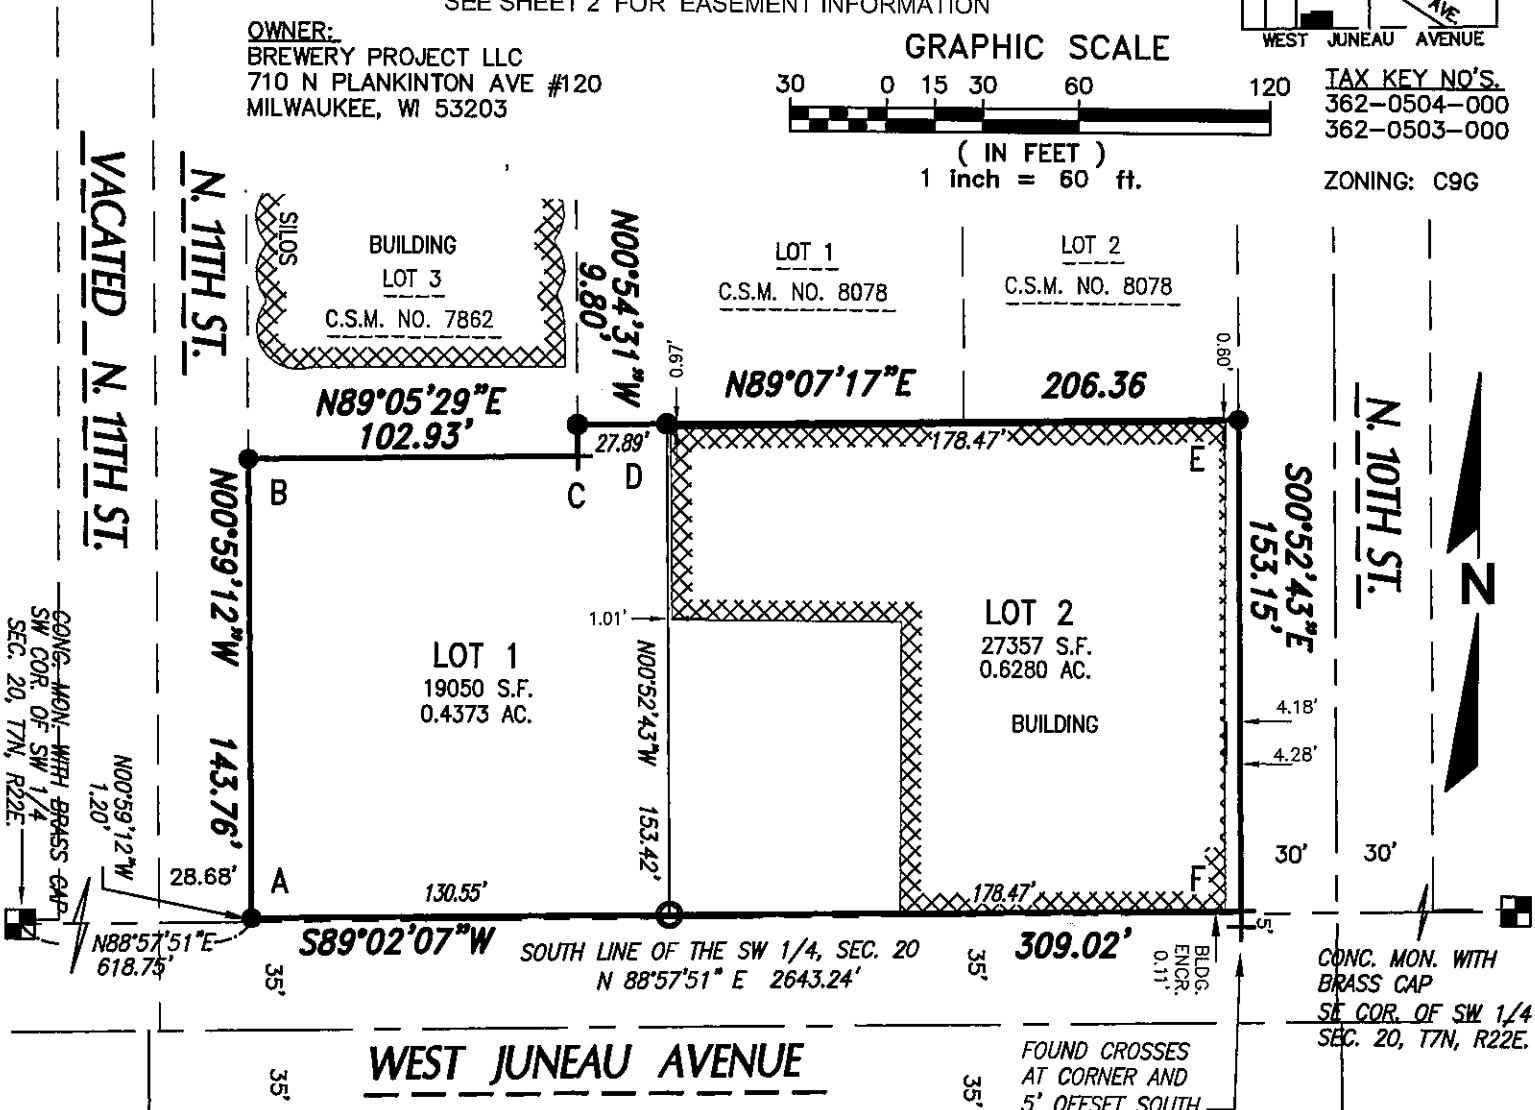 SEE SHEET 2 FOR EASEMENT INFORMATION
OWNER:
BREWERY PROJECT LLC
710 N PLANKINTON AVE #120
MILWAUKEE, WI 53203
GRAPHIC SCALE
30 0 15 30 60 120
( IN FEET )
1 inch = 60 ft.
AVE.
WEST JUNEAU AVENUE
TAX KEY NO'S.
362-0504-000
362-0503-000
ZONING: C9G
VACATED N. 11TH ST.
N. 11TH ST.
SILOS
BUILDING
LOT 3
C.S.M. NO. 7862
N00°54'31"W
9.80'
LOT 1
C.S.M. NO. 8078
LOT 2
C.S.M. NO. 8078
0.97'
0.60'
N89°05'29"E
102.93'
N89°07'17"E 206.36
27.89'
178.47'
B
C
D
E
N00°59'12"W 143.76'
S00°52'43"E
153.15'
N. 10TH ST.
N
1.01'
LOT 1
19050 S.F.
0.4373 AC.
N00°52'43"W 153.42'
LOT 2
27357 S.F.
0.6280 AC.
BUILDING
4.18'
4.28'
30' 30'
CONC. MON. WITH BRASS CAP
SW COR. OF SW 1/4
SEC. 20, T7N, R22E.
N00°59'12"W
1.20'
28.68'
A
130.55'
178.47'
F
N88°57'51"E
618.75'
S89°02'07"W 309.02'
SOUTH LINE OF THE SW 1/4, SEC. 20
N 88°57'51" E 2643.24'
35'
35'
BLDG.
ENCR.
0.11'
5'
CONC. MON. WITH
BRASS CAP
SE COR. OF SW 1/4
SEC. 20, T7N, R22E.
WEST JUNEAU AVENUE
35'
35'
FOUND CROSSES
AT CORNER AND
5' OFFSET SOUTH